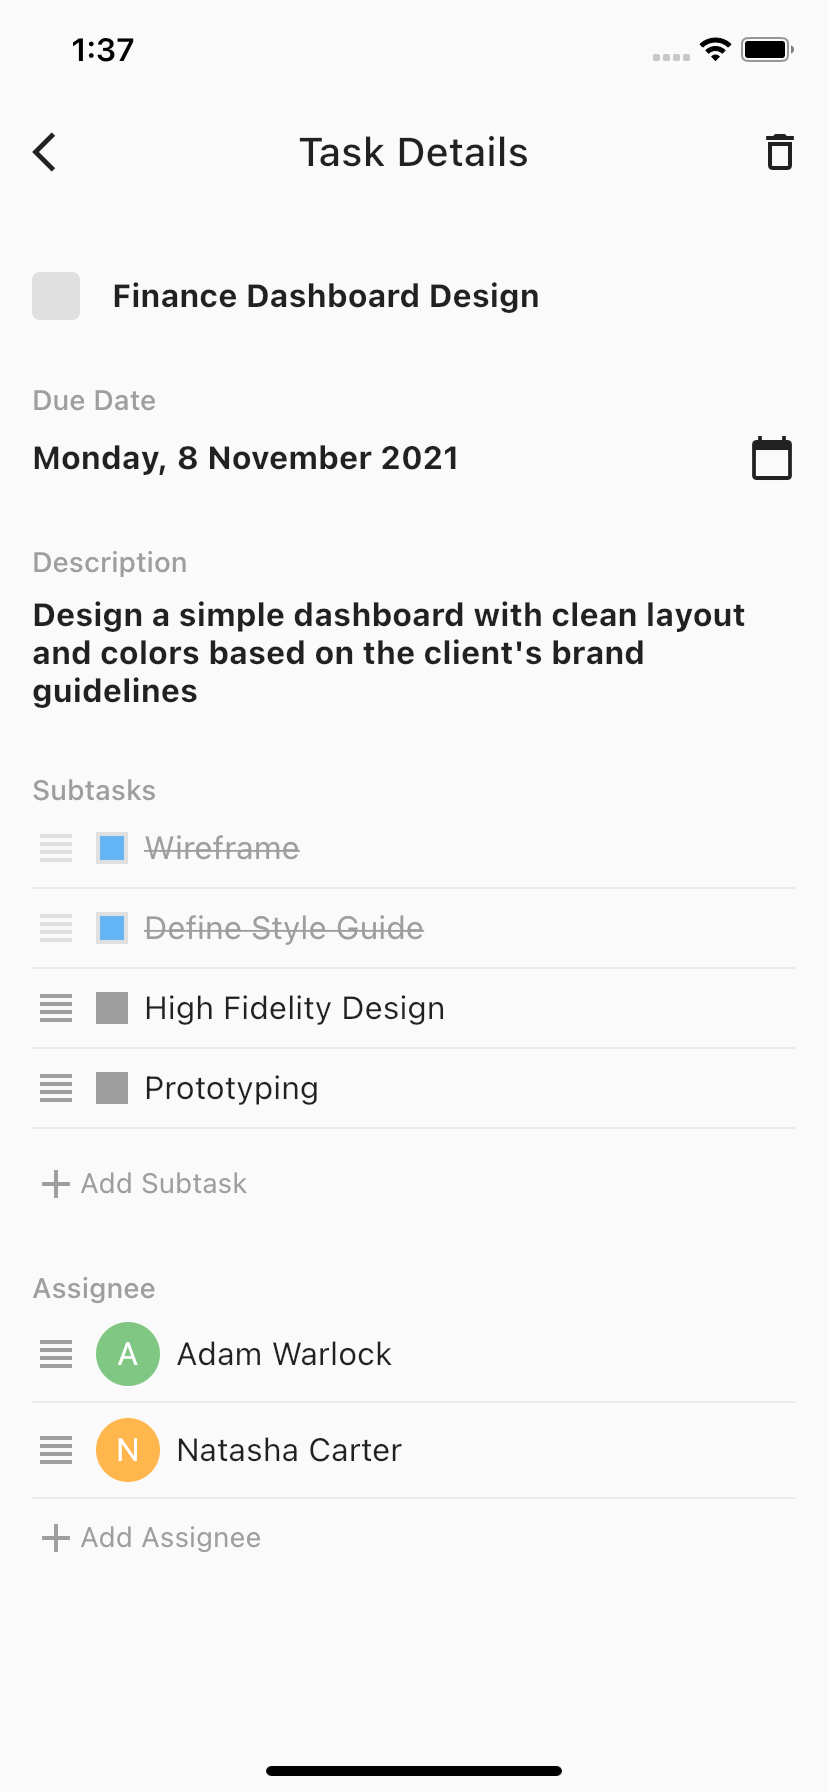 1:37
Task Details
Finance Dashboard Design
Due Date
Monday, 8 November 2021
Description
Design a simple dashboard with clean layout
and colors based on the client's brand
guidelines
Subtasks
Wireframe
Define Style Guide
High Fidelity Design
Prototyping
Add Subtask
Assignee
A Adam Warlock
N Natasha Carter
Add Assignee